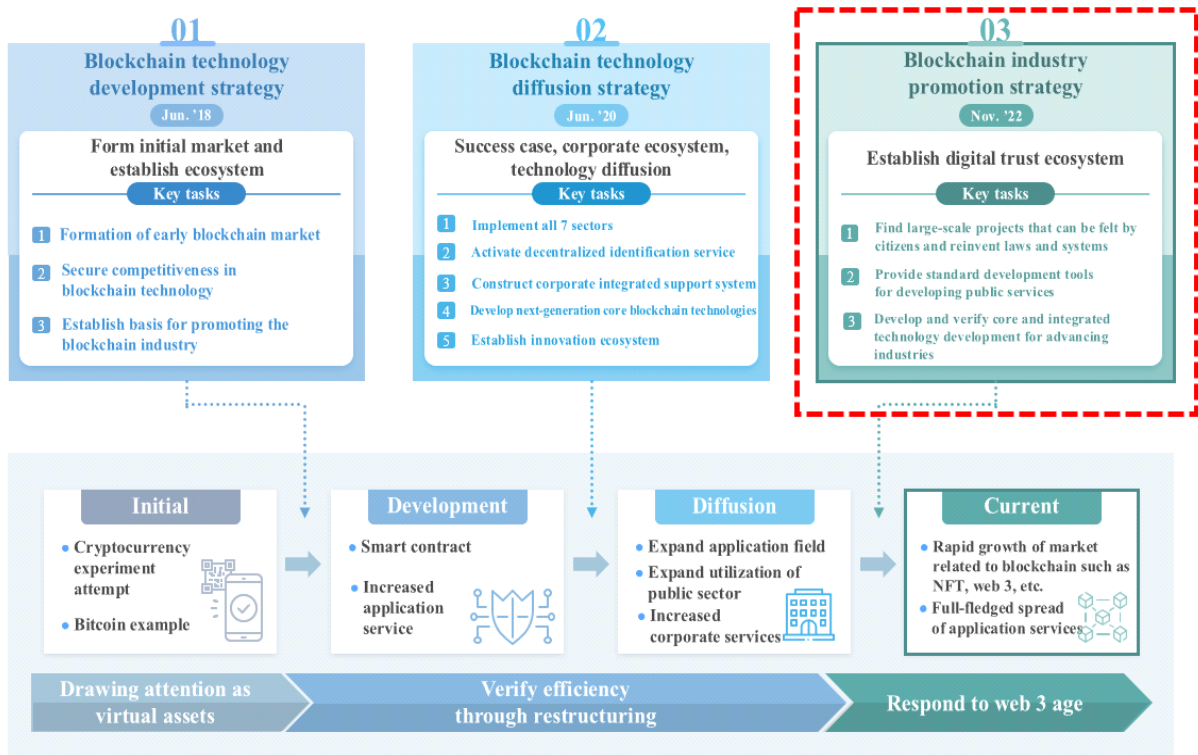 01
Blockchain technology
development strategy
Jun. ’18
Form initial market and
establish ecosystem
Key tasks
1 Formation of early blockchain market
2 Secure competitiveness in
blockchain technology
3 Establish basis for promoting the
blockchain industry
02
Blockchain technology
diffusion strategy
Jun. ’20
Success case, corporate ecosystem,
technology diffusion
Key tasks
1 Implement all 7 sectors
2 Activate decentralized identification service
3 Construct corporate integrated support system
4 Develop next-generation core blockchain technologies
5 Establish innovation ecosystem
03
Blockchain industry
promotion strategy
Nov. ’22
Establish digital trust ecosystem
Key tasks
1 Find large-scale projects that can be felt by
citizens and reinvent laws and systems
2 Provide standard development tools
for developing public services
3 Develop and verify core and integrated
technology development for advancing
industries
Initial
• Cryptocurrency
experiment
attempt
• Bitcoin example
Development
• Smart contract
• Increased
application
service
Diffusion
• Expand application field
• Expand utilization of
public sector
• Increased
corporate services
Current
• Rapid growth of market
related to blockchain such as
NFT, web 3, etc.
• Full-fledged spread
of application services
Drawing attention as
virtual assets
Verify efficiency
through restructuring
Respond to web 3 age